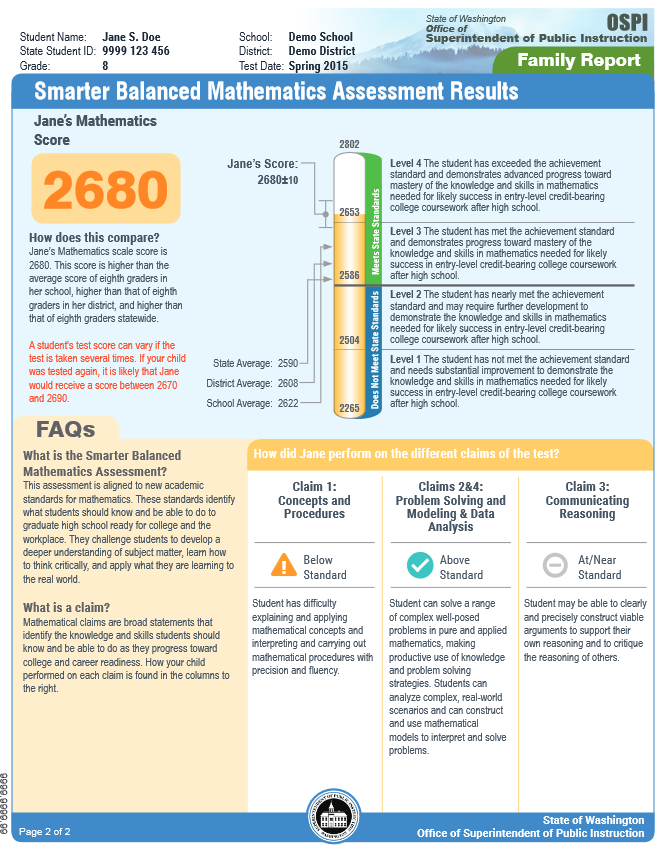 State of Washington
Office of
Superintendent of Public Instruction
OSPI
Family Report
Student Name: Jane S. Doe
State Student ID: 9999 123 456
Grade: 8
School: Demo School
District: Demo District
Test Date: Spring 2015
Smarter Balanced Mathematics Assessment Results
Jane's Mathematics
Score
2680
How does this compare?
Jane's Mathematics scale score is
2680. This score is higher than the
average score of eighth graders in
her school, higher than that of eighth
graders in her district, and higher than
that of eighth graders statewide.
A student's test score can vary if the
test is taken several times. If your child
was tested again, it is likely that Jane
would receive a score between 2670
and 2690.
Jane's Score:
2680±10
State Average: 2590
District Average: 2608
School Average: 2622
2802
2653
2586
2504
2265
Meets State Standards
Does Not Meet State Standards
Level 4 The student has exceeded the achievement
standard and demonstrates advanced progress toward
mastery of the knowledge and skills in mathematics
needed for likely success in entry-level credit-bearing
college coursework after high school.
Level 3 The student has met the achievement standard
and demonstrates progress toward mastery of the
knowledge and skills in mathematics needed for likely
success in entry-level credit-bearing college coursework
after high school.
Level 2 The student has nearly met the achievement
standard and may require further development to
demonstrate the knowledge and skills in mathematics
needed for likely success in entry-level credit-bearing
college coursework after high school.
Level 1 The student has not met the achievement standard
and needs substantial improvement to demonstrate the
knowledge and skills in mathematics needed for likely
success in entry-level credit-bearing college coursework
after high school.
FAQs
What is the Smarter Balanced
Mathematics Assessment?
This assessment is aligned to new academic
standards for mathematics. These standards identify
what students should know and be able to do to
graduate high school ready for college and the
workplace. They challenge students to develop a
deeper understanding of subject matter, learn how
to think critically, and apply what they are learning to
the real world.
What is a claim?
Mathematical claims are broad statements that
identify the knowledge and skills students should
know and be able to do as they progress toward
college and career readiness. How your child
performed on each claim is found in the columns to
the right.
How did Jane perform on the different claims of the test?
Claim 1:
Concepts and
Procedures
Below
Standard
Student has difficulty
explaining and applying
mathematical concepts and
interpreting and carrying out
mathematical procedures with
precision and fluency.
Claims 2&4:
Problem Solving and
Modeling & Data
Analysis
Above
Standard
Student can solve a range
of complex well-posed
problems in pure and applied
mathematics, making
productive use of knowledge
and problem solving
strategies. Students can
analyze complex, real-world
scenarios and can construct
and use mathematical
models to interpret and solve
problems.
Claim 3:
Communicating
Reasoning
At/Near
Standard
Student may be able to clearly
and precisely construct viable
arguments to support their
own reasoning and to critique
the reasoning of others.
Page 2 of 2
State of Washington
Office of Superintendent of Public Instruction